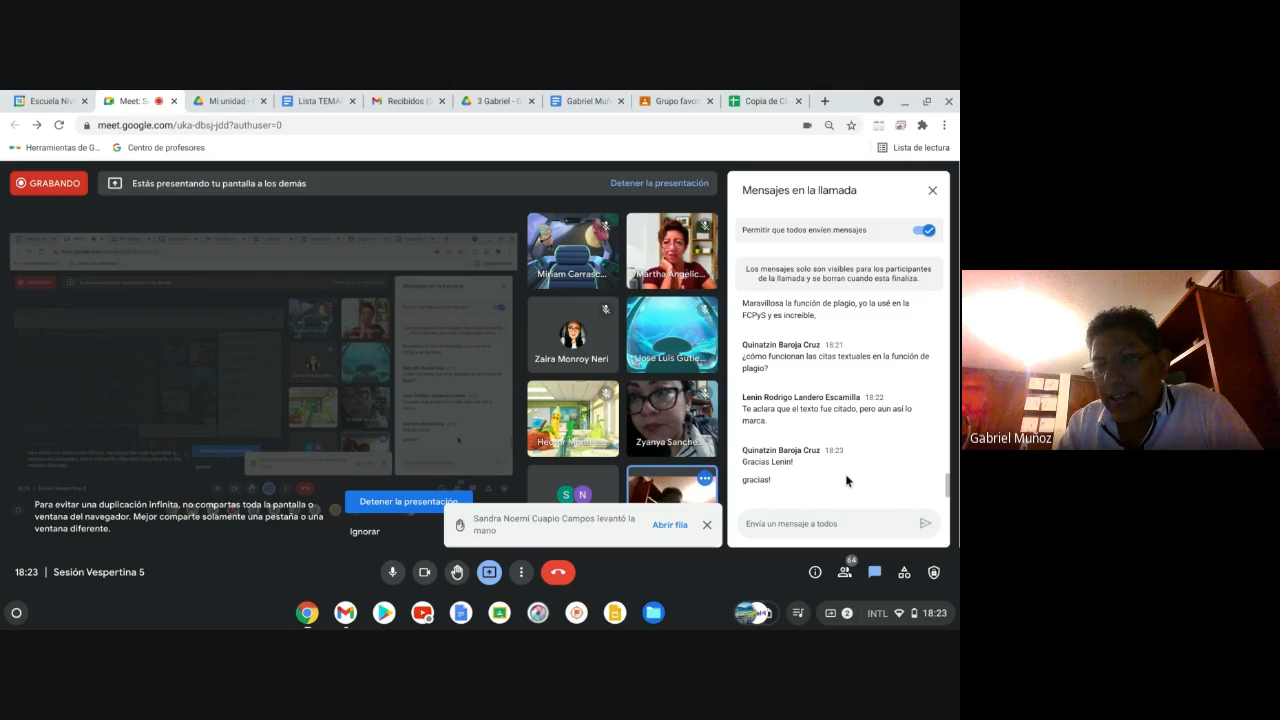 Escuela Niv
Meet: S
Mi unidad -
Lista TEMA
Recibidos (2
3 Gabriel - G
Gabriel Muñ
Grupo favor
Copia de Cl
meet.google.com/uka-dbsj-jdd?authuser=0
Herramientas de G...
Centro de profesores
Lista de lectura
GRABANDO
Estás presentando tu pantalla a los demás
Detener la presentación
Mensajes en la llamada
Permitir que todos envíen mensajes
Los mensajes solo son visibles para los participantes
de la llamada y se borran cuando esta finaliza.
Maravillosa la función de plagio, yo la usé en la
FCPyS y es increible,
Quinatzin Baroja Cruz 18:21
¿cómo funcionan las citas textuales en la función de
plagio?
Lenin Rodrigo Landero Escamilla 18:22
Te aclara que el texto fue citado, pero aun así lo
marca.
Quinatzin Baroja Cruz 18:23
Gracias Lenin!
gracias!
Envía un mensaje a todos
Miriam Carrasc...
Martha Angélic...
Zaira Monroy Neri
Jose Luis Gutié...
Hector Monte...
Zyanya Sanche...
S N
Para evitar una duplicación infinita, no compartas toda la pantalla o
ventana del navegador. Mejor comparte solamente una pestaña o una
ventana diferente.
Detener la presentación
Ignorar
Sandra Noemí Cuapio Campos levantó la
mano
Abrir fila
18:23 | Sesión Vespertina 5
64
2
INTL
18:23
Gabriel Muñoz